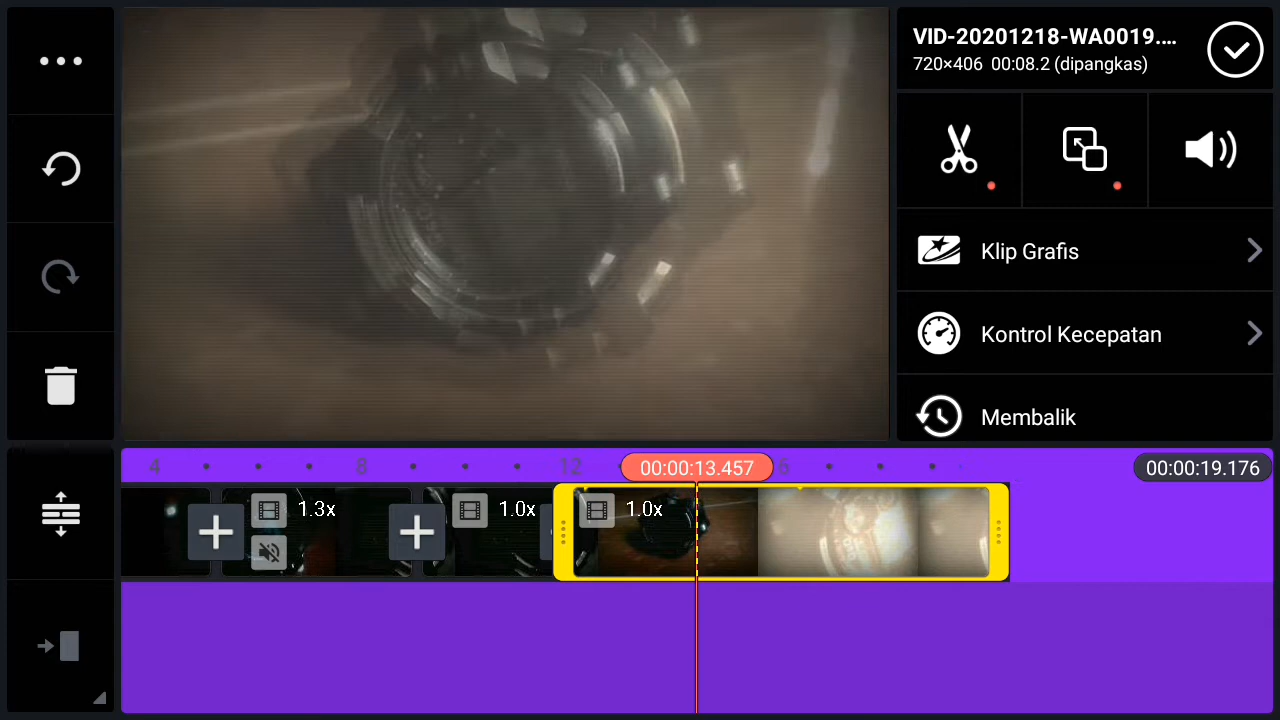 VID-20201218-WA0019....
720×406 00:08.2 (dipangkas)
Klip Grafis
Kontrol Kecepatan
Membalik
4
8
12
00:00:13.457
6
00:00:19.176
1.3x
1.0x
1.0x